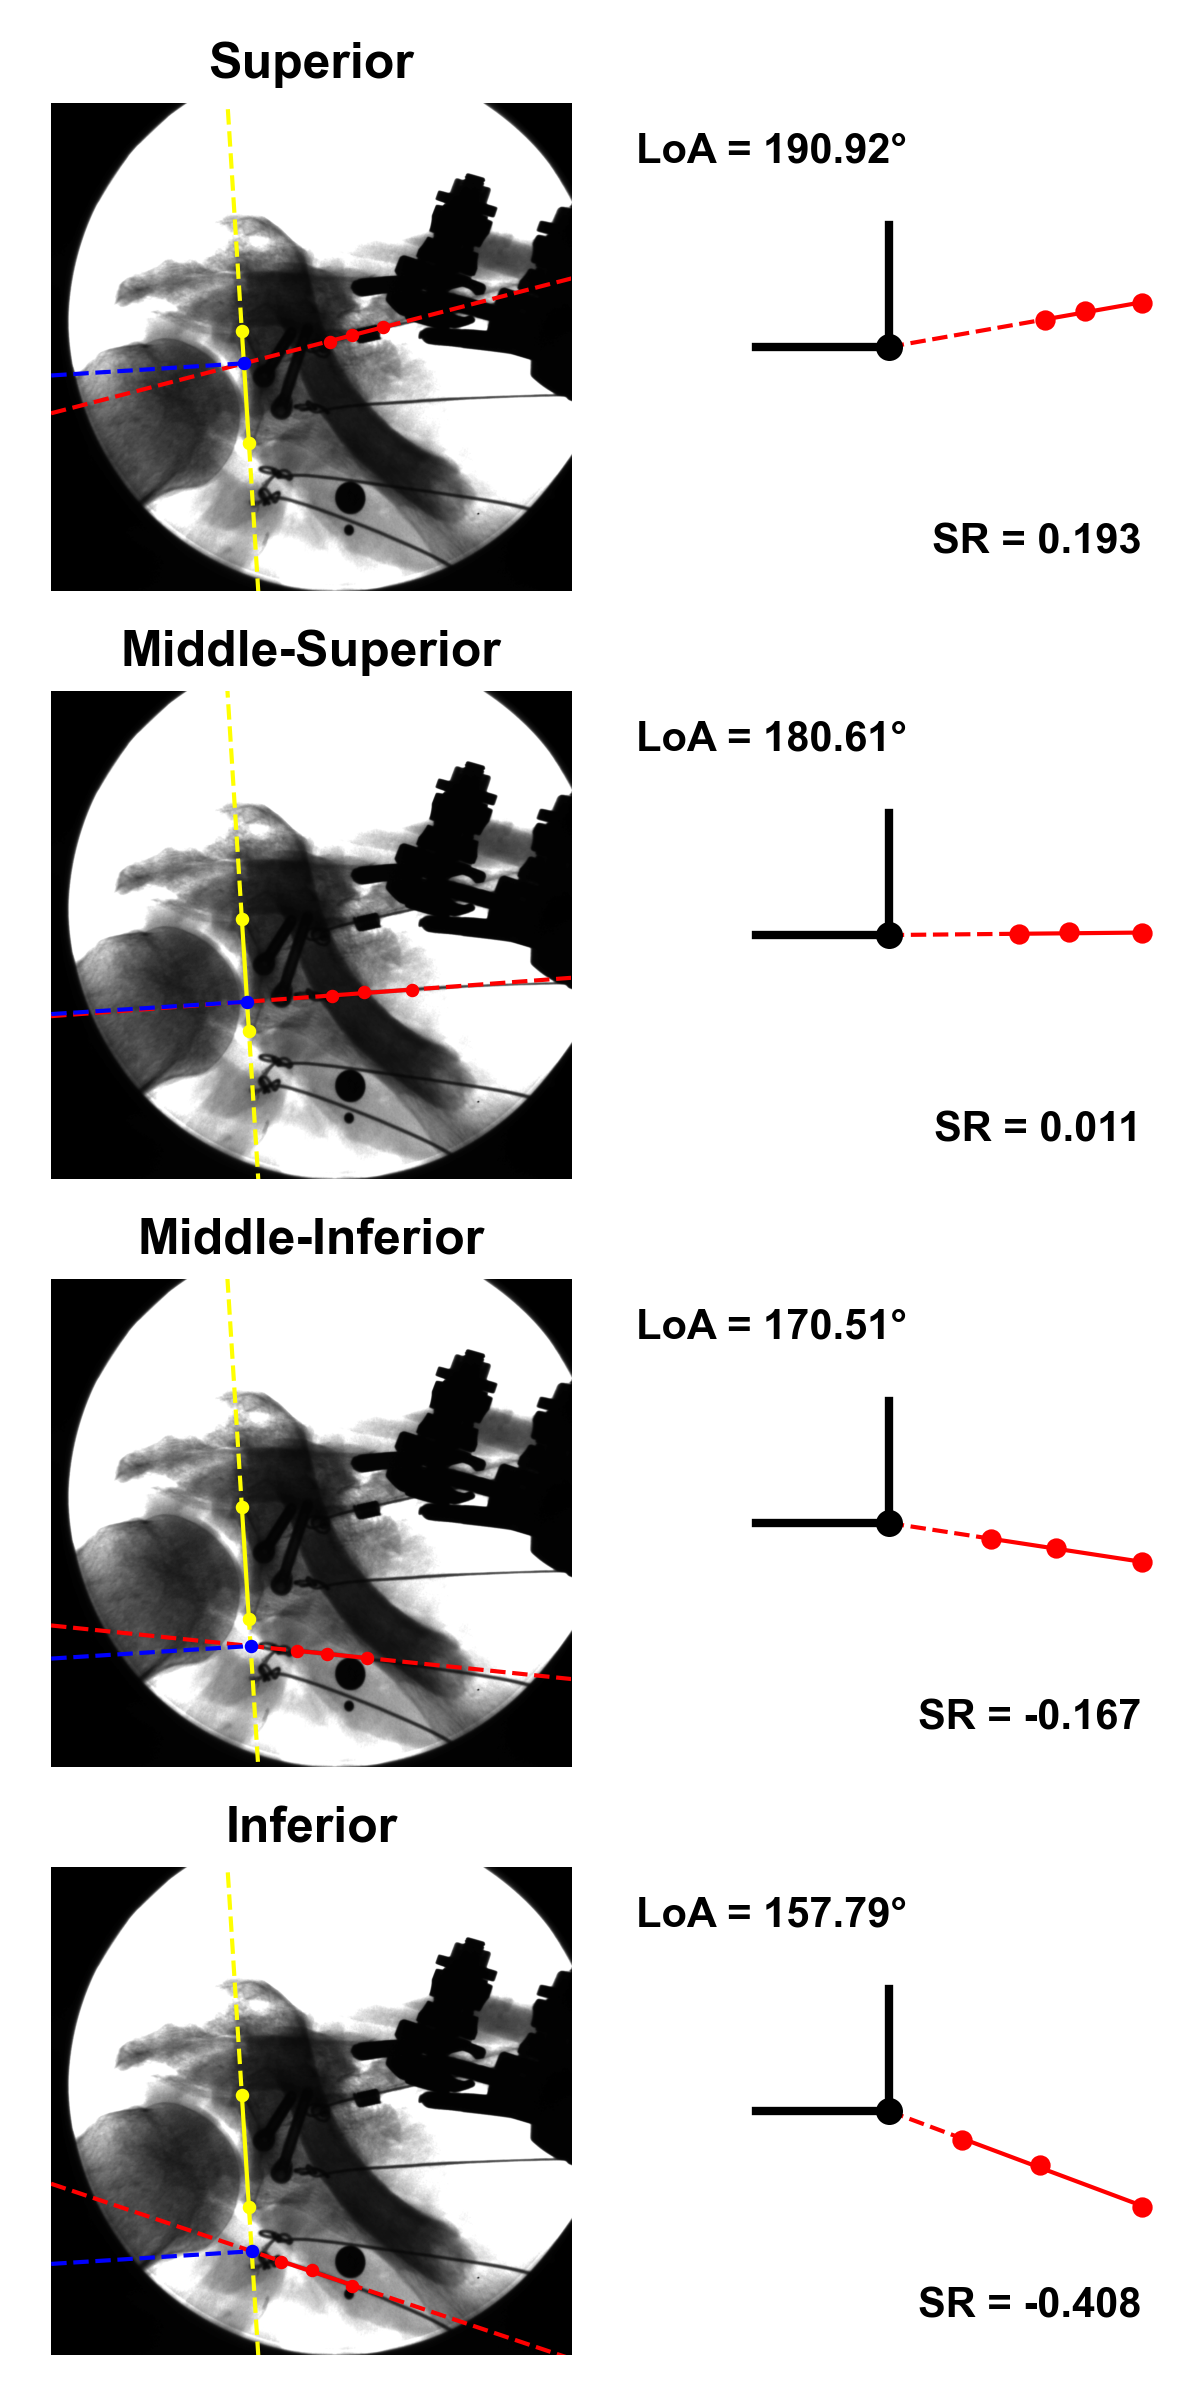 Superior
LoA = 190.92°
SR = 0.193
Middle-Superior
LoA = 180.61°
SR = 0.011
Middle-Inferior
LoA = 170.51°
SR = -0.167
Inferior
LoA = 157.79°
SR = -0.408